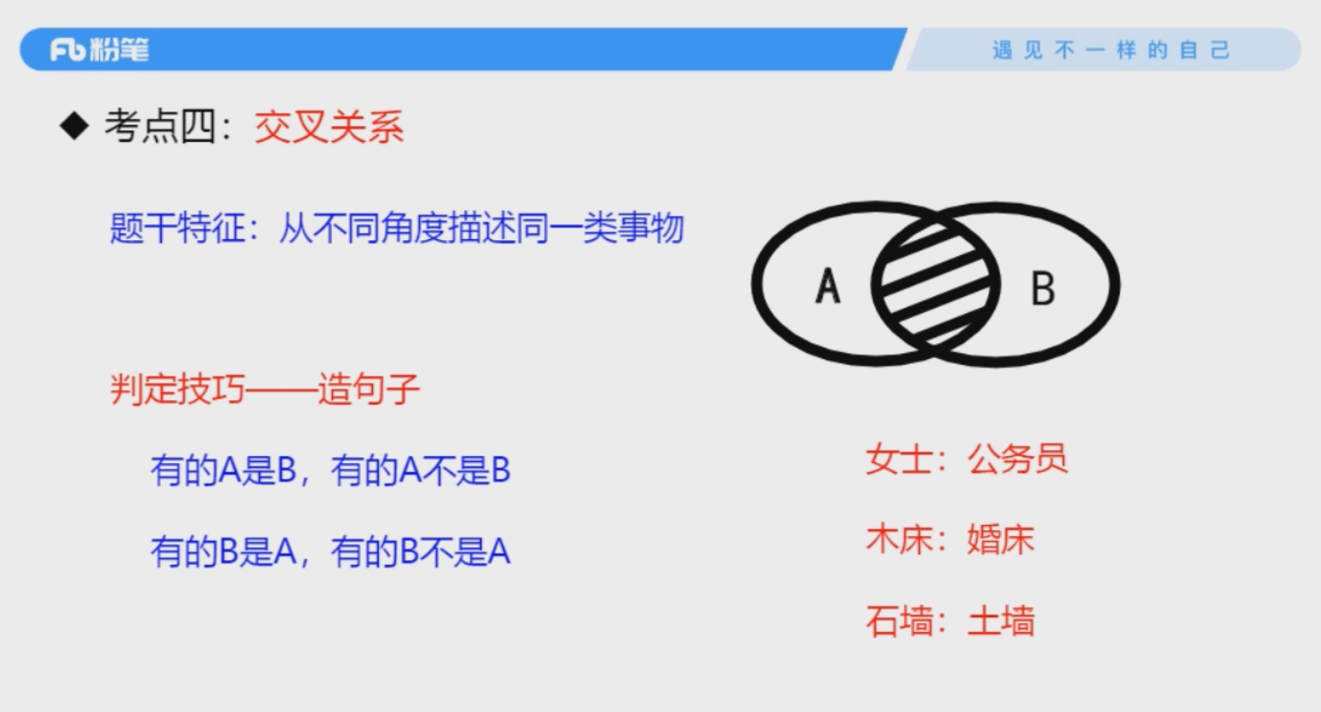 粉笔
遇见不一样的自己
◆ 考点四：交叉关系
题干特征：从不同角度描述同一类事物
A
B
判定技巧——造句子
有的A是B，有的A不是B
有的B是A，有的B不是A
女士：公务员
木床：婚床
石墙：土墙